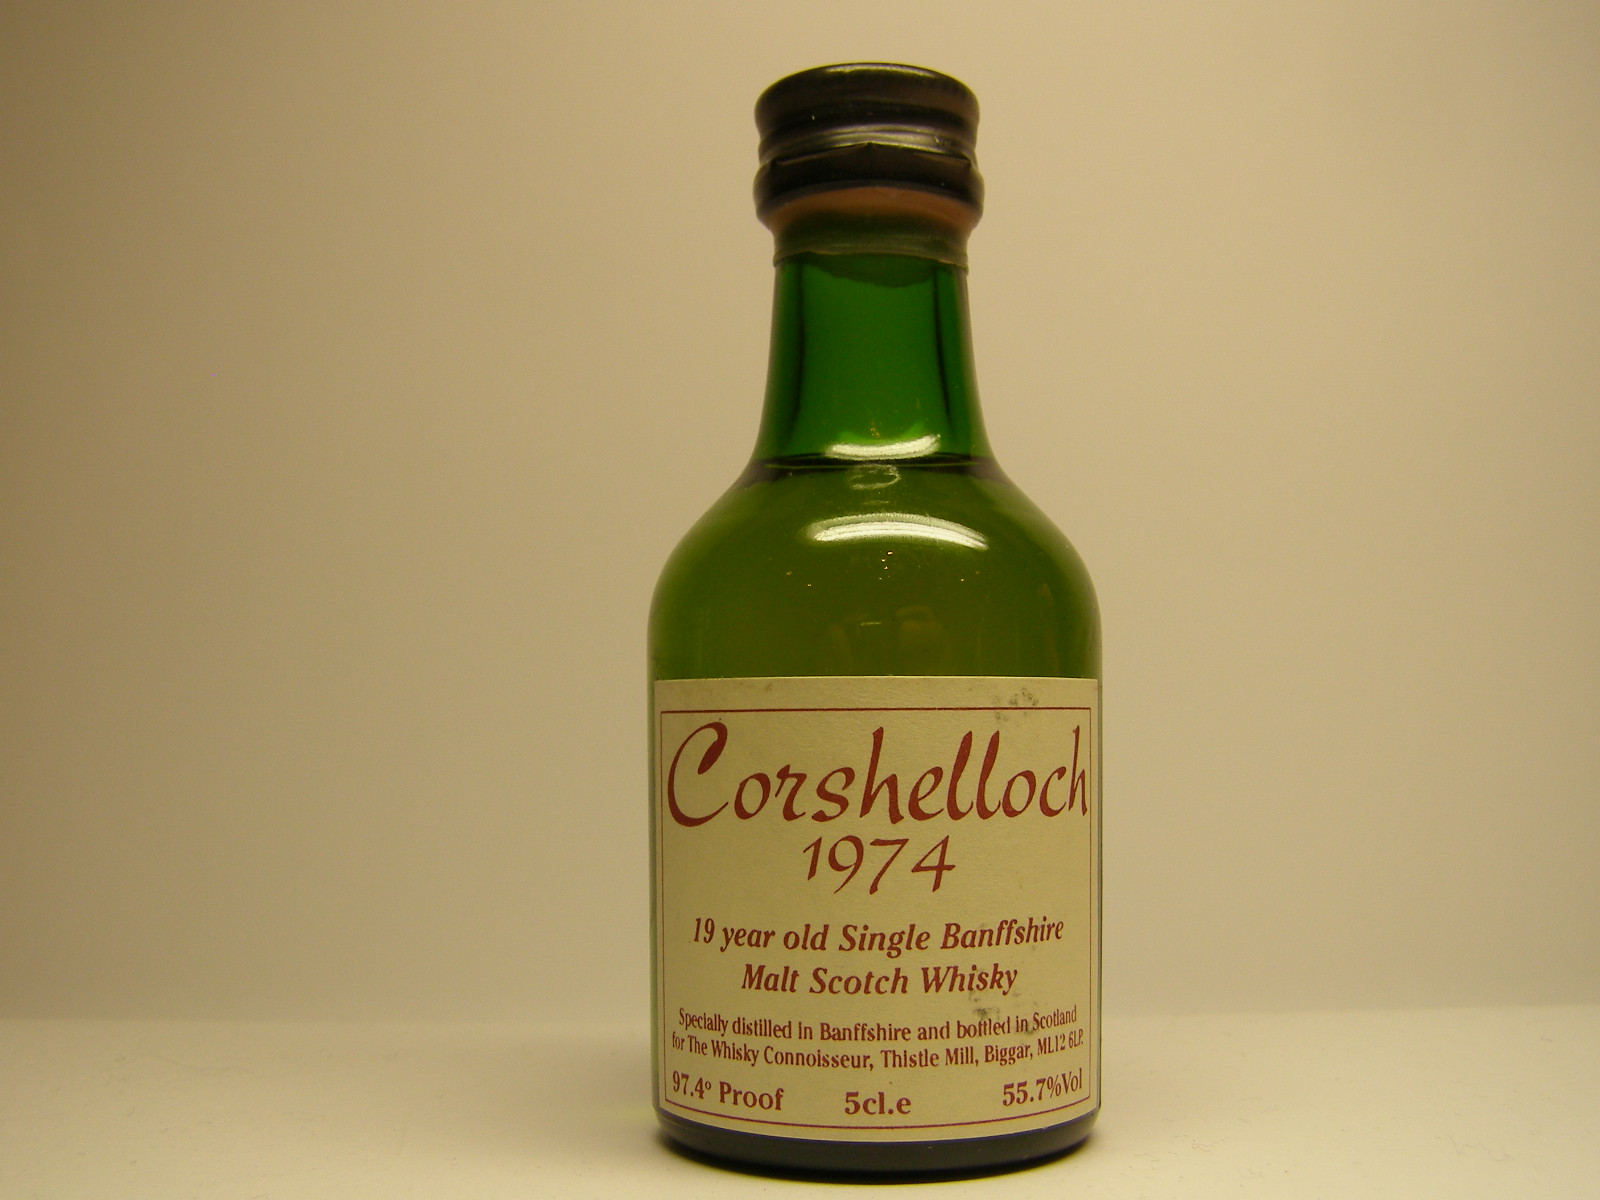 Corshelloch
1974
19 year old Single Banffshire
Malt Scotch Whisky
Specially distilled in Banffshire and bottled in Scotland
for The Whisky Connoisseur, Thistle Mill, Biggar, ML12 6LP.
97.4° Proof 5cl.e 55.7%Vol